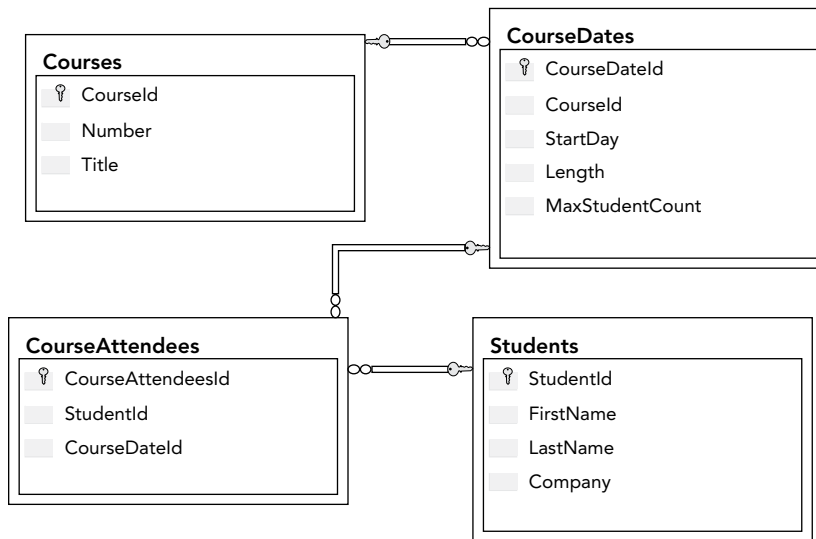 Courses
CourseId
Number
Title
CourseDates
CourseDateId
CourseId
StartDay
Length
MaxStudentCount
CourseAttendees
CourseAttendeesId
StudentId
CourseDateId
Students
StudentId
FirstName
LastName
Company